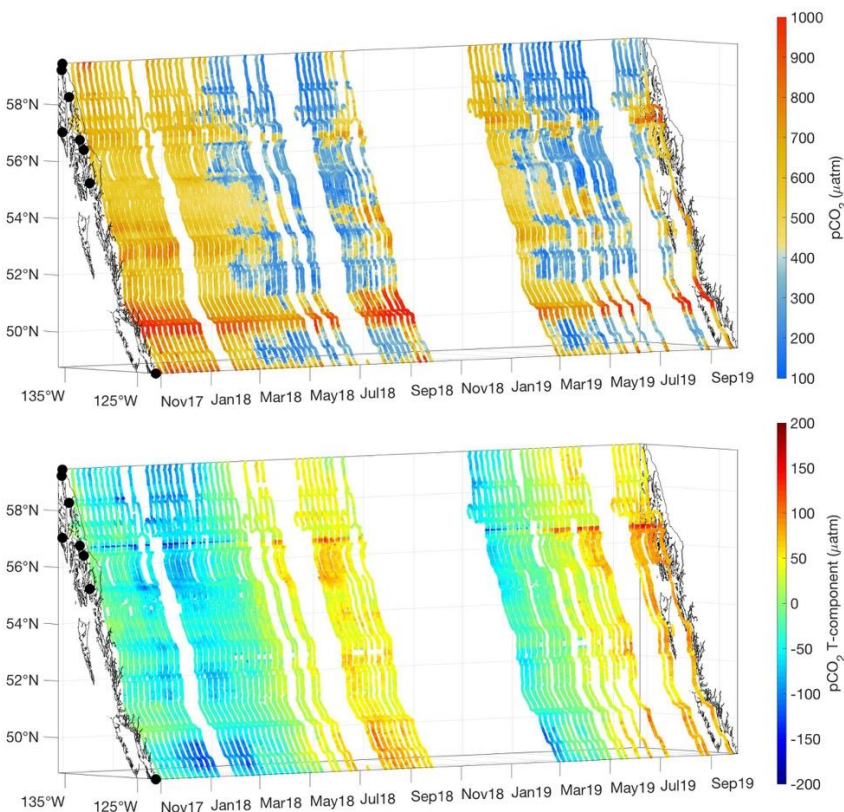 58°N
56°N
54°N
52°N
50°N
135°W
125°W
Nov17 Jan18 Mar18 May18 Jul18 Sep18 Nov18 Jan19 Mar19 May19 Jul19 Sep19
1000
900
800
700
600
500
400
300
200
100
pCO₂ (μatm)
58°N
56°N
54°N
52°N
50°N
135°W
125°W
Nov17 Jan18 Mar18 May18 Jul18 Sep18 Nov18 Jan19 Mar19 May19 Jul19 Sep19
200
150
100
50
0
-50
-100
-150
-200
pCO₂ T-component (μatm)